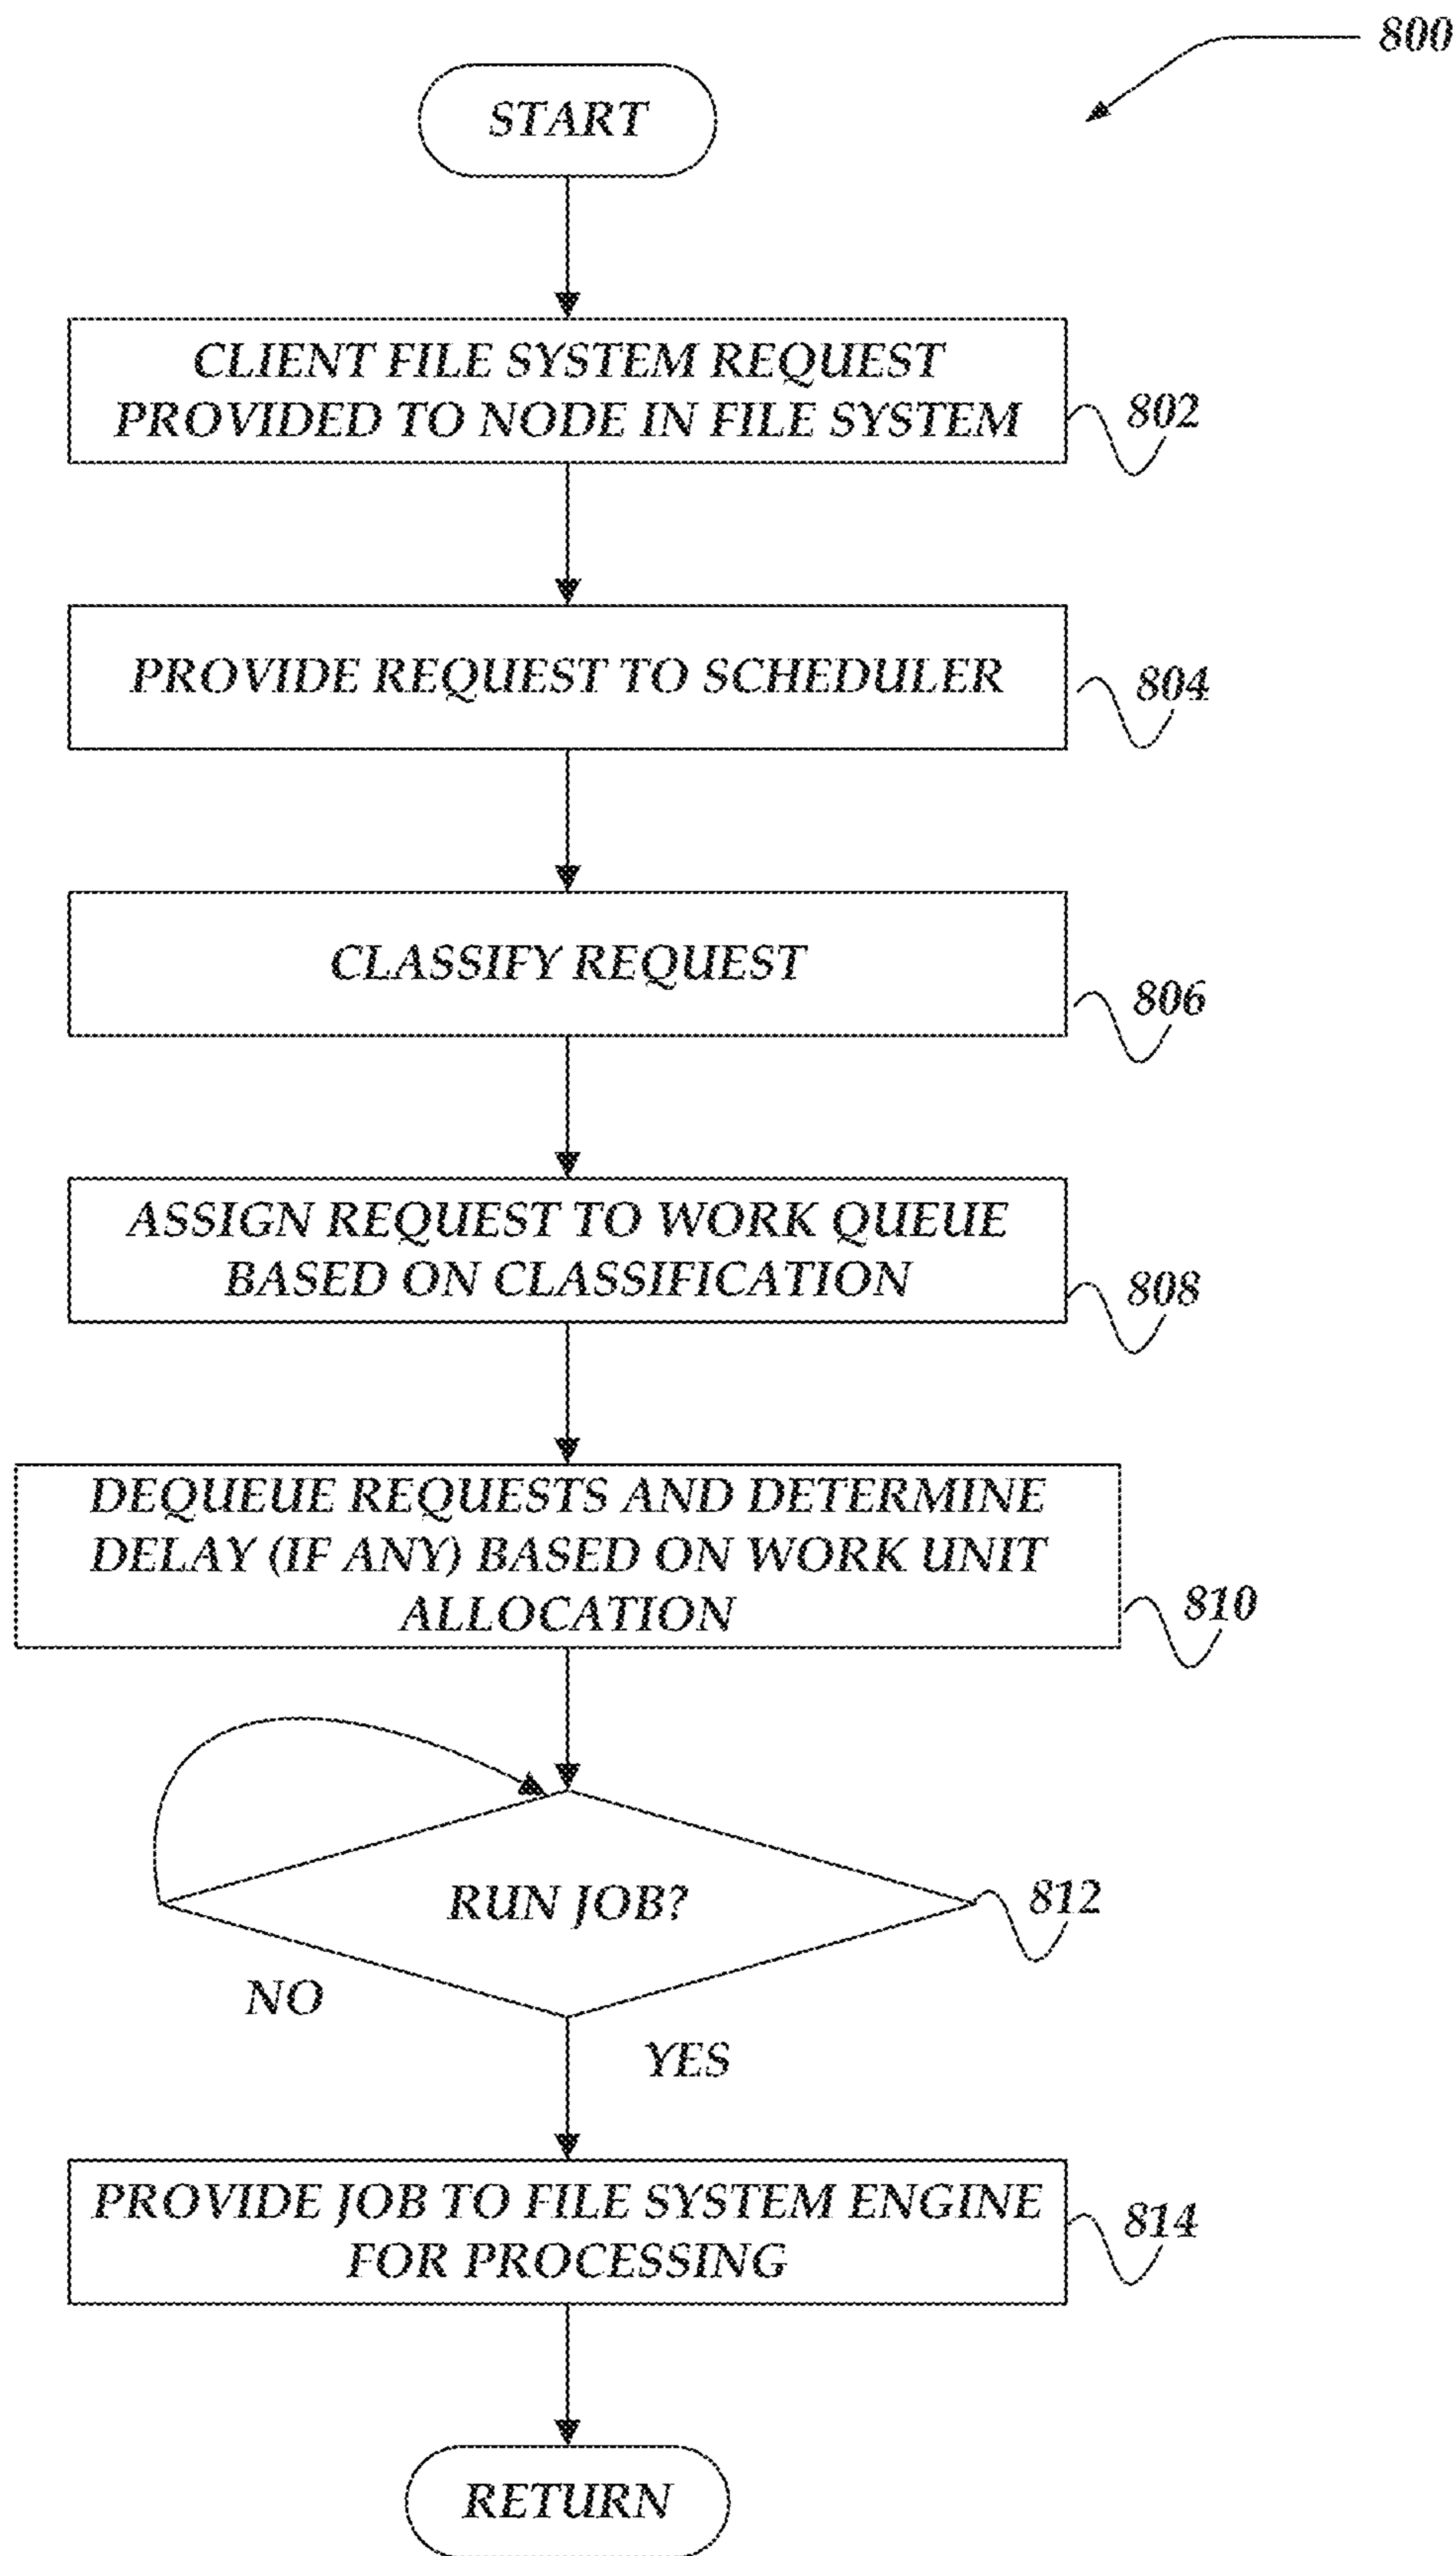 800
START
CLIENT FILE SYSTEM REQUEST
PROVIDED TO NODE IN FILE SYSTEM
802
PROVIDE REQUEST TO SCHEDULER
804
CLASSIFY REQUEST
806
ASSIGN REQUEST TO WORK QUEUE
BASED ON CLASSIFICATION
808
DEQUEUE REQUESTS AND DETERMINE
DELAY (IF ANY) BASED ON WORK UNIT
ALLOCATION
810
RUN JOB?
812
NO
YES
PROVIDE JOB TO FILE SYSTEM ENGINE
FOR PROCESSING
814
RETURN